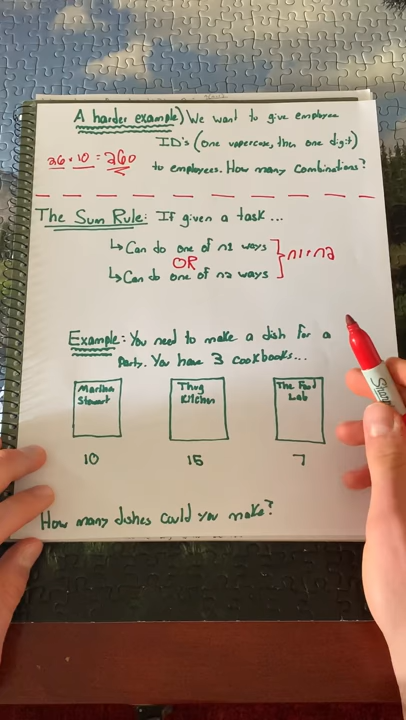 A harder example) We want to give employee
ID's (one uppercase, then one digit)
26 · 10 = 260
to employees. How many combinations?
The Sum Rule: If given a task...
↳ Can do one of n1 ways
OR
n1+n2
↳ Can do one of n2 ways
Example: You need to make a dish for a
Party. You have 3 cookbooks...
Martha Thug The Food
Stewart Kitchen Lab
10 15 7
How many dishes could you make?
Sharpie